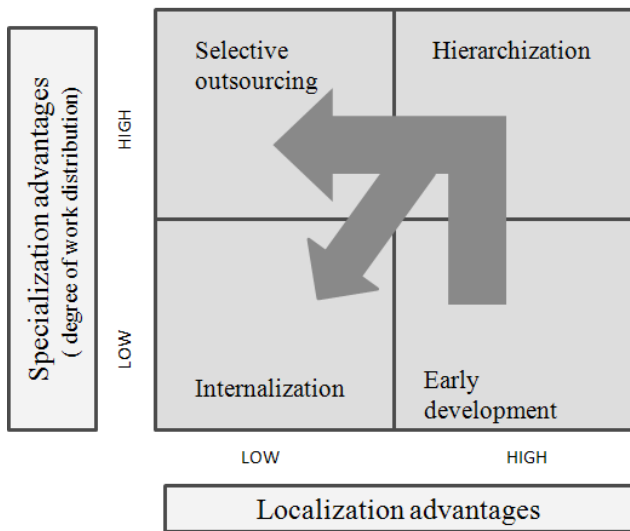 Selective
outsourcing
Hierarchization
Specialization advantages
( degree of work distribution)
HIGH
LOW
Internalization
Early
development
LOW
HIGH
Localization advantages